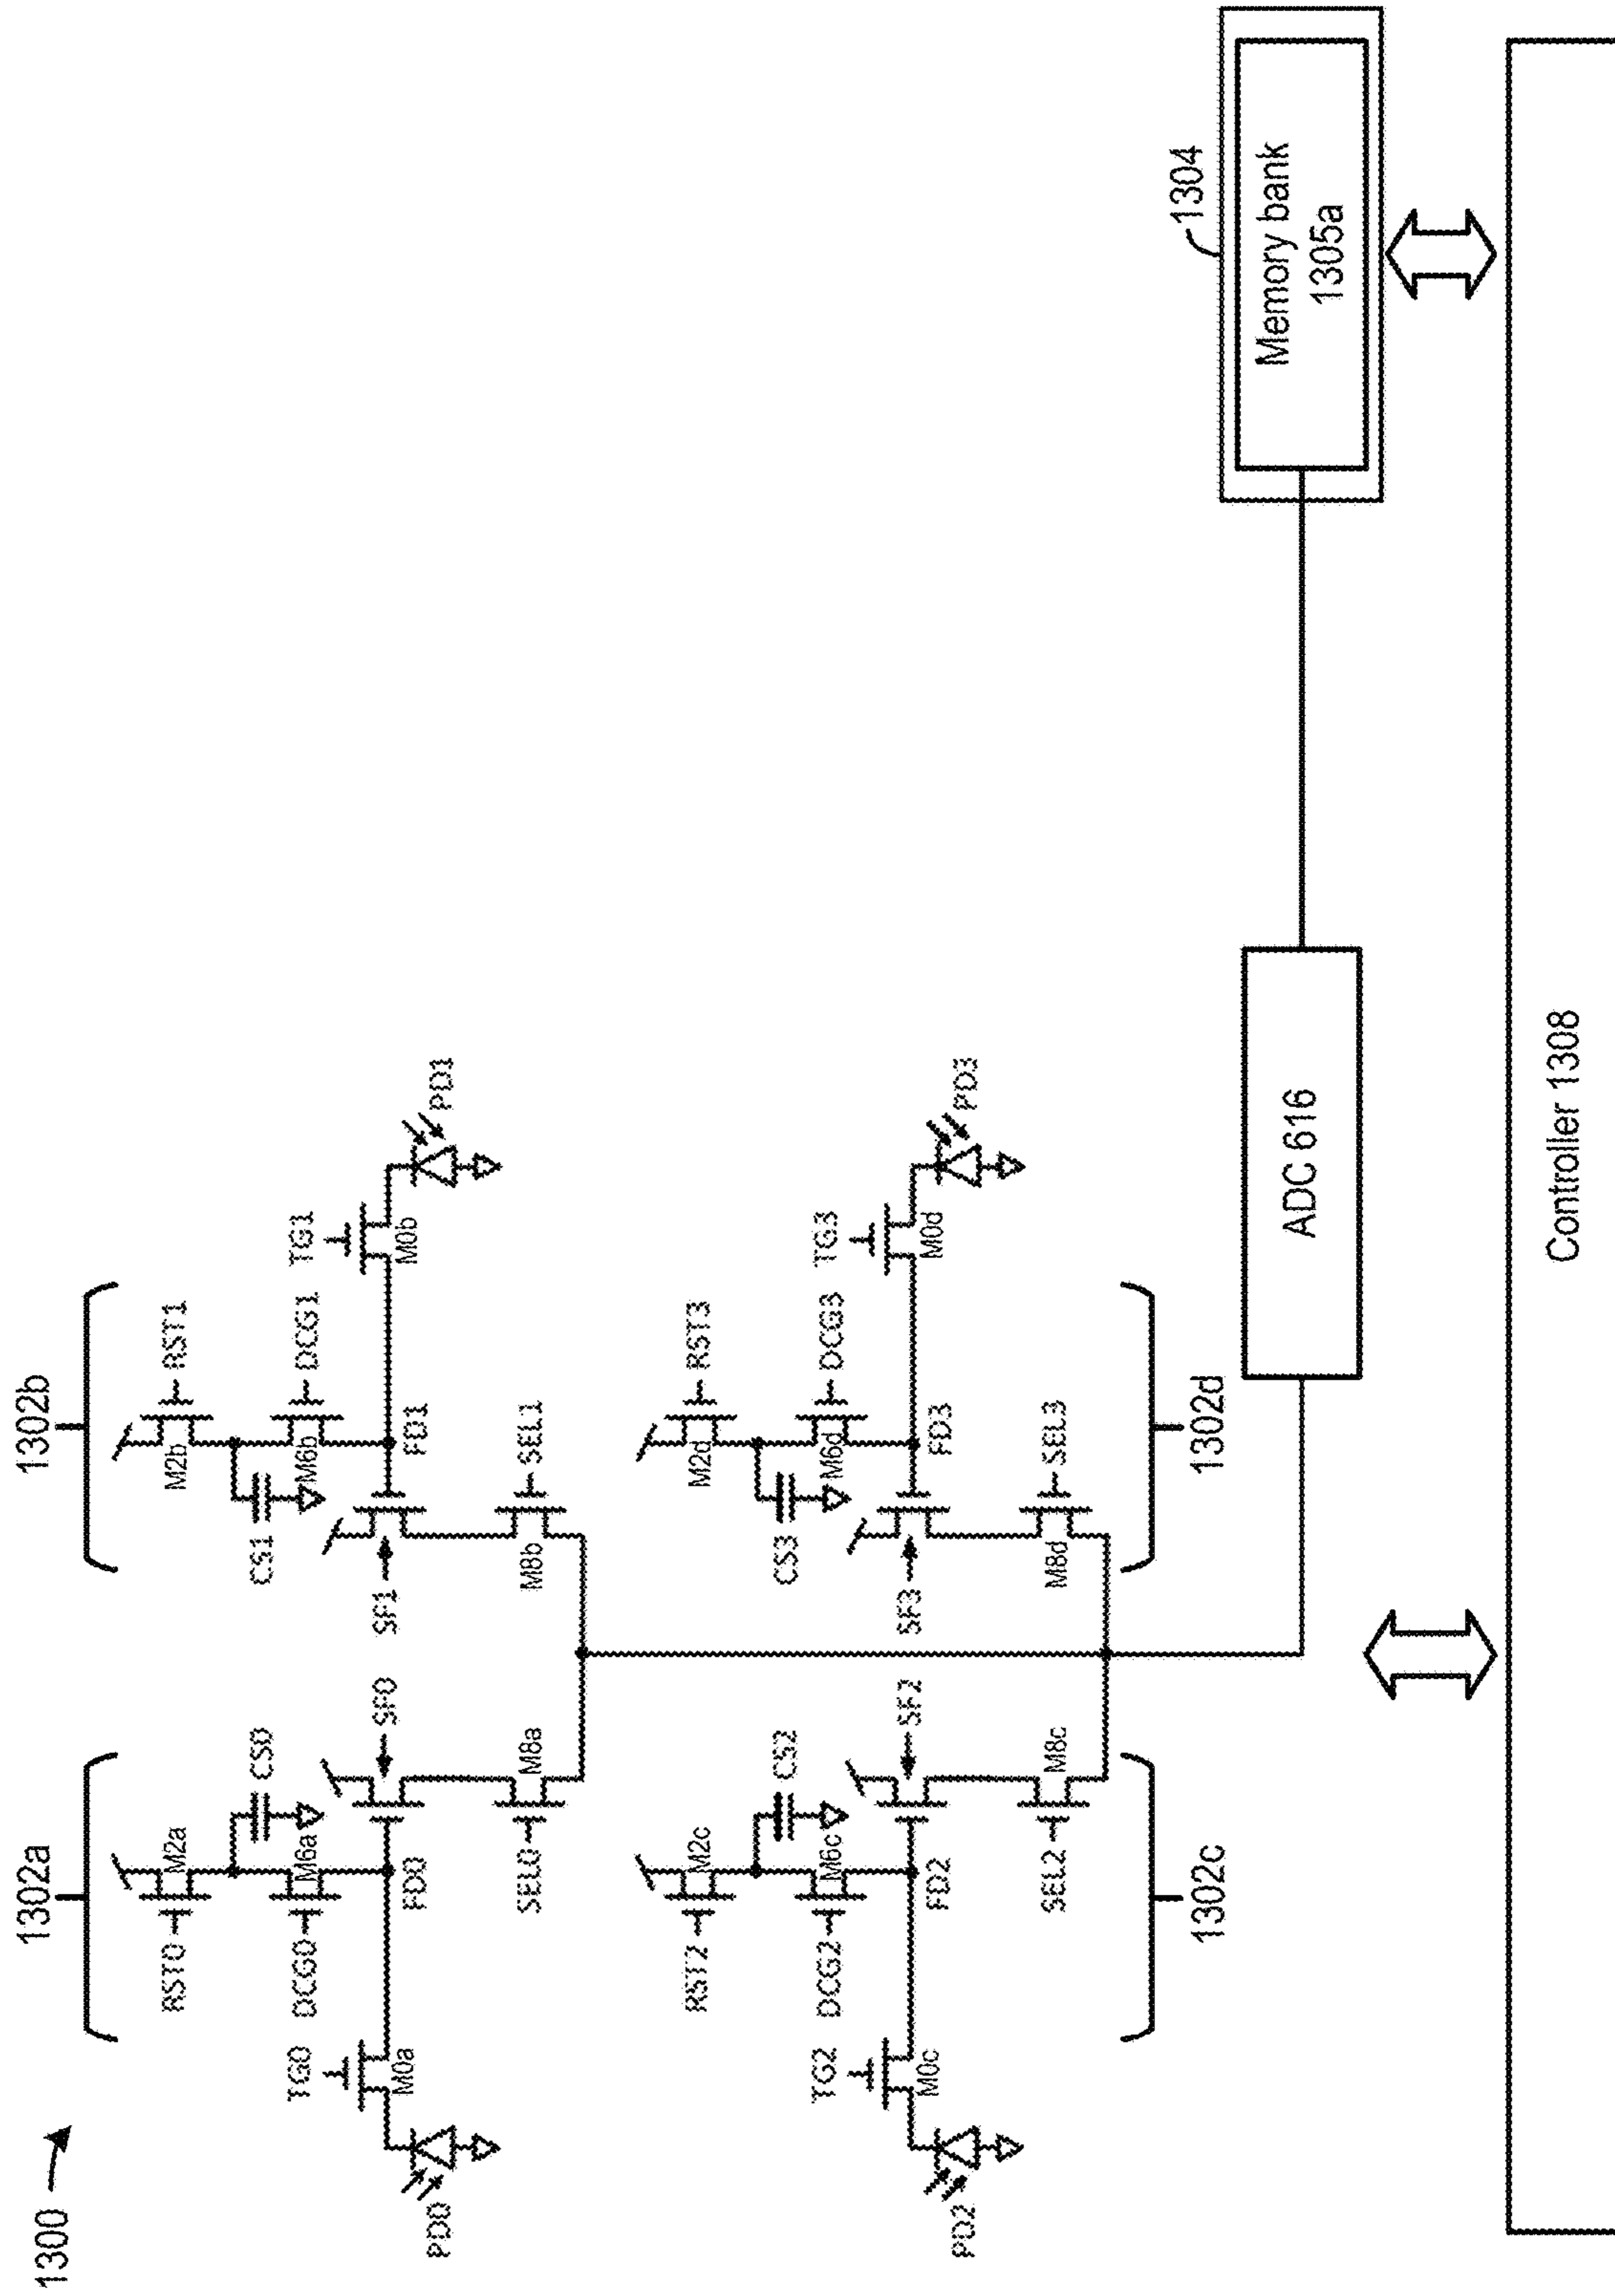 1300
1302a
1302b
RST0
M2a
CS0
DCG0
M6a
TG0
M0a
PD0
FD0
SF0
SEL0
M8a
RST1
M2b
CS1
DCG1
M6b
TG1
M0b
PD1
FD1
SF1
SEL1
M8b
RST2
M2c
CS2
DCG2
M6c
TG2
M0c
PD2
FD2
SF2
SEL2
M8c
RST3
M2d
CS3
DCG3
M6d
TG3
M0d
PD3
FD3
SF3
SEL3
M8d
1302c
1302d
1304
Memory bank
1305a
ADC 616
Controller 1308